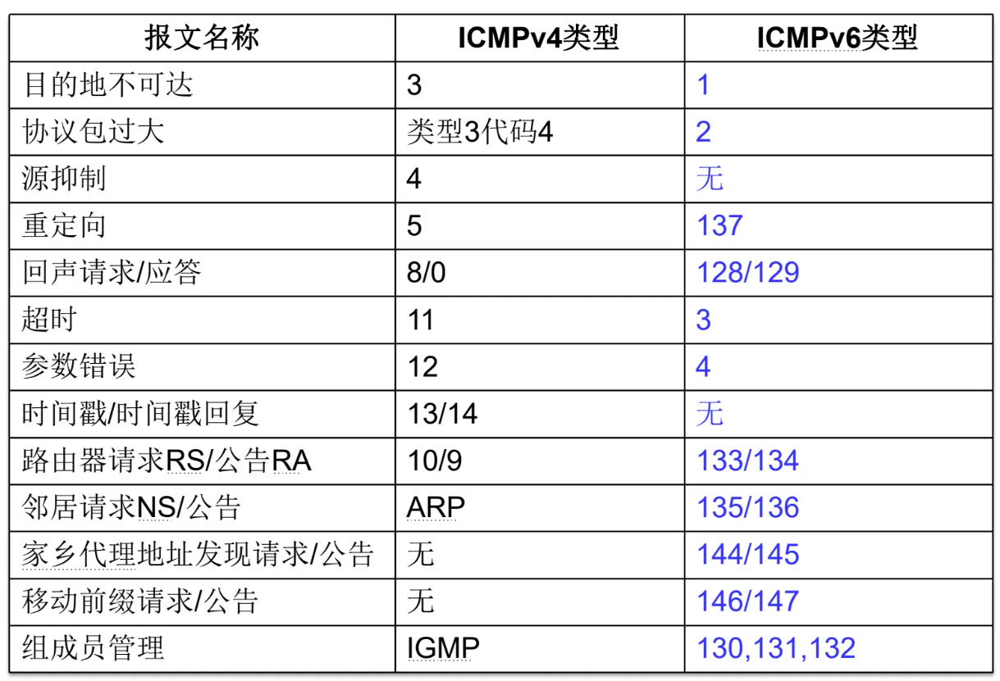 报文名称 ICMPv4类型 ICMPv6类型
目的地不可达 3 1
协议包过大 类型3代码4 2
源抑制 4 无
重定向 5 137
回声请求/应答 8/0 128/129
超时 11 3
参数错误 12 4
时间戳/时间戳回复 13/14 无
路由器请求RS/公告RA 10/9 133/134
邻居请求NS/公告 ARP 135/136
家乡代理地址发现请求/公告 无 144/145
移动前缀请求/公告 无 146/147
组成员管理 IGMP 130,131,132